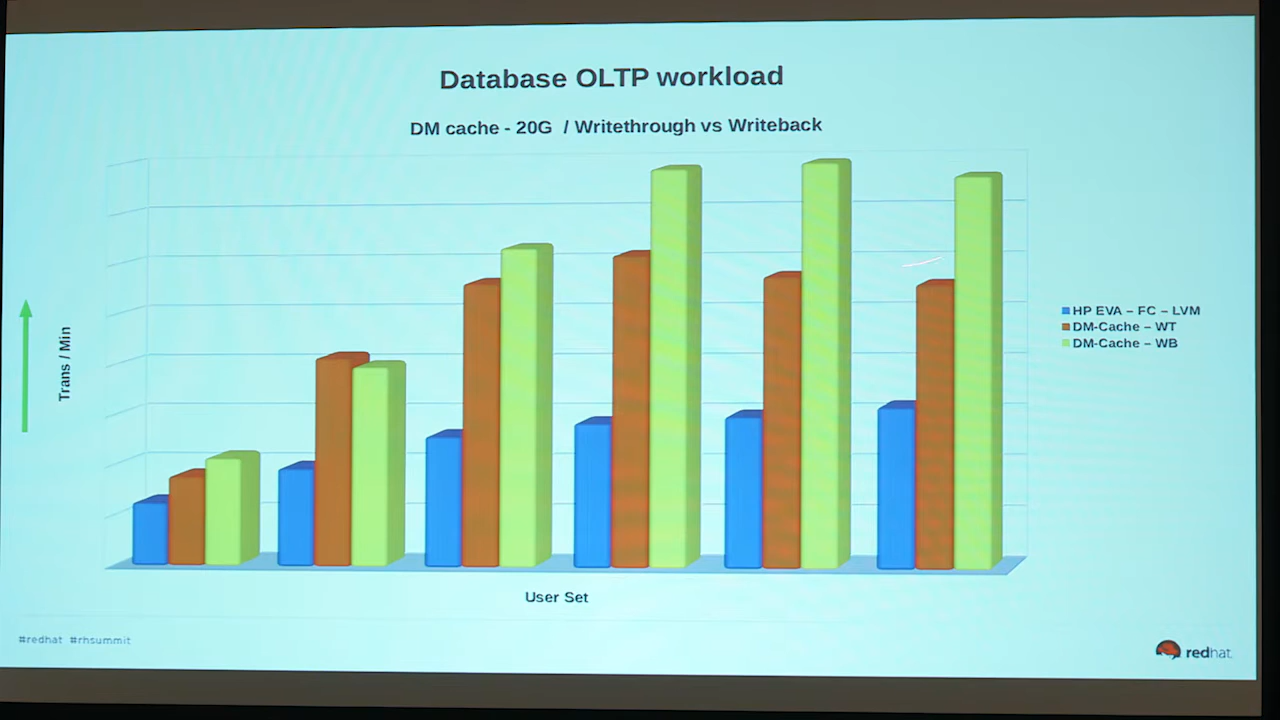 Database OLTP workload
DM cache - 20G / Writethrough vs Writeback
Trans / Min
HP EVA – FC – LVM
DM-Cache – WT
DM-Cache – WB
User Set
#redhat #rhsummit
redhat.